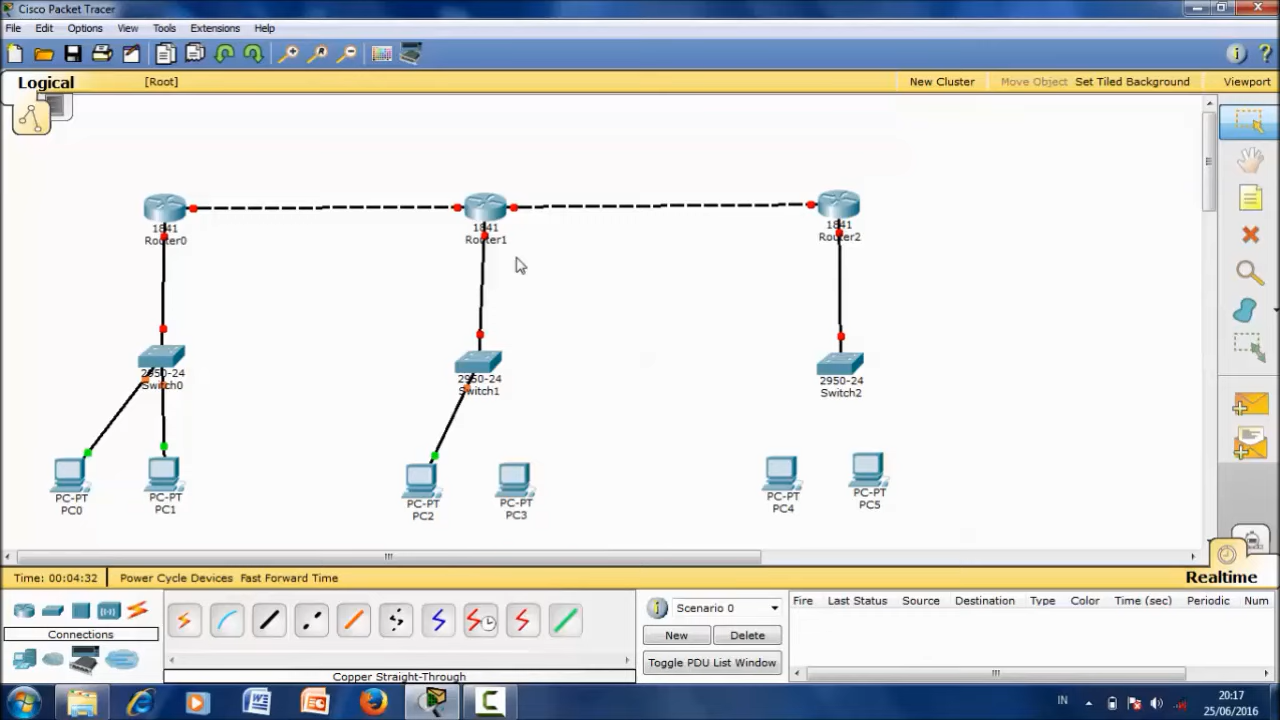 Cisco Packet Tracer
File Edit Options View Tools Extensions Help
Logical [Root] New Cluster Move Object Set Tiled Background Viewport
1841
Router0
1841
Router1
1841
Router2
2950-24
Switch0
2950-24
Switch1
2950-24
Switch2
PC-PT
PC0
PC-PT
PC1
PC-PT
PC2
PC-PT
PC3
PC-PT
PC4
PC-PT
PC5
Time: 00:04:32 Power Cycle Devices Fast Forward Time Realtime
Connections
Copper Straight-Through
Scenario 0
New Delete
Toggle PDU List Window
Fire Last Status Source Destination Type Color Time (sec) Periodic Num
IN 20:17
25/06/2016